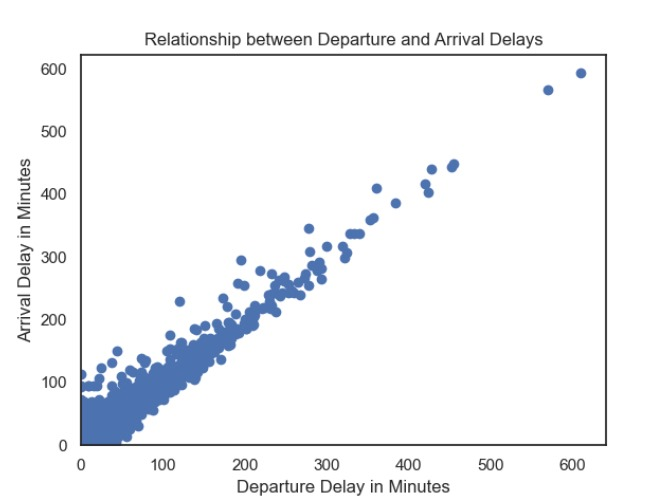 Relationship between Departure and Arrival Delays
600
500
400
300
200
100
0
Arrival Delay in Minutes
0 100 200 300 400 500 600
Departure Delay in Minutes